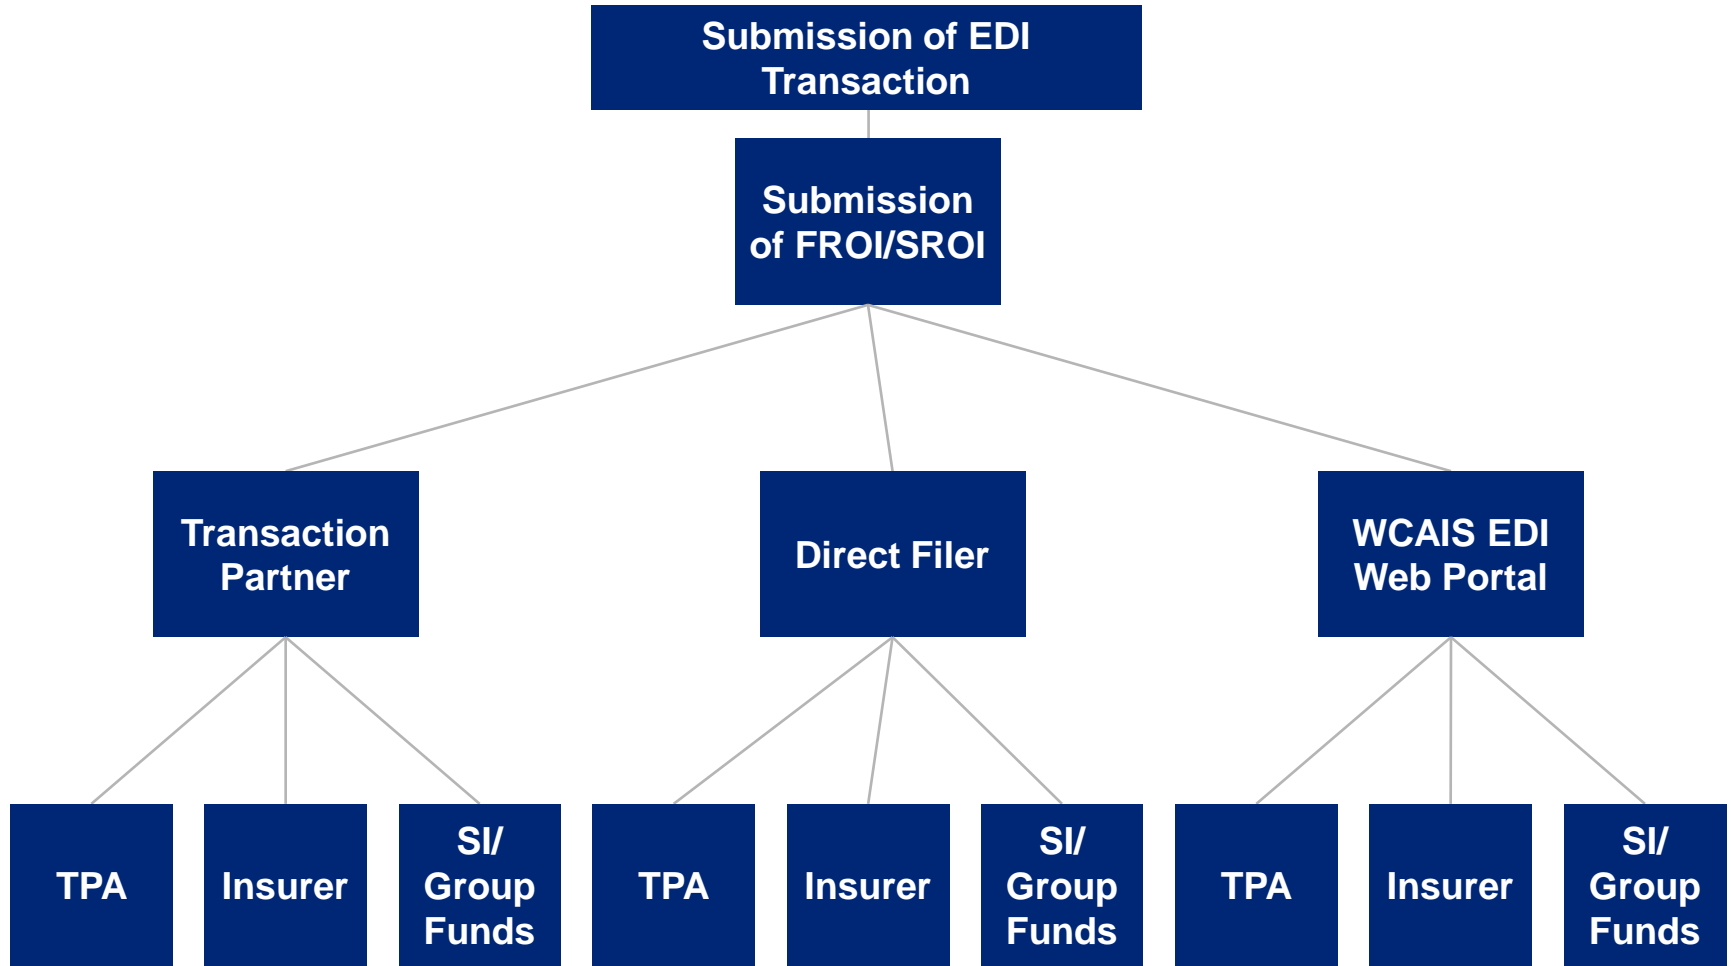 Submission of EDI
Transaction
Submission
of FROI/SROI
Transaction
Partner
Direct Filer
WCAIS EDI
Web Portal
TPA
Insurer
SI/
Group
Funds
TPA
Insurer
SI/
Group
Funds
TPA
Insurer
SI/
Group
Funds